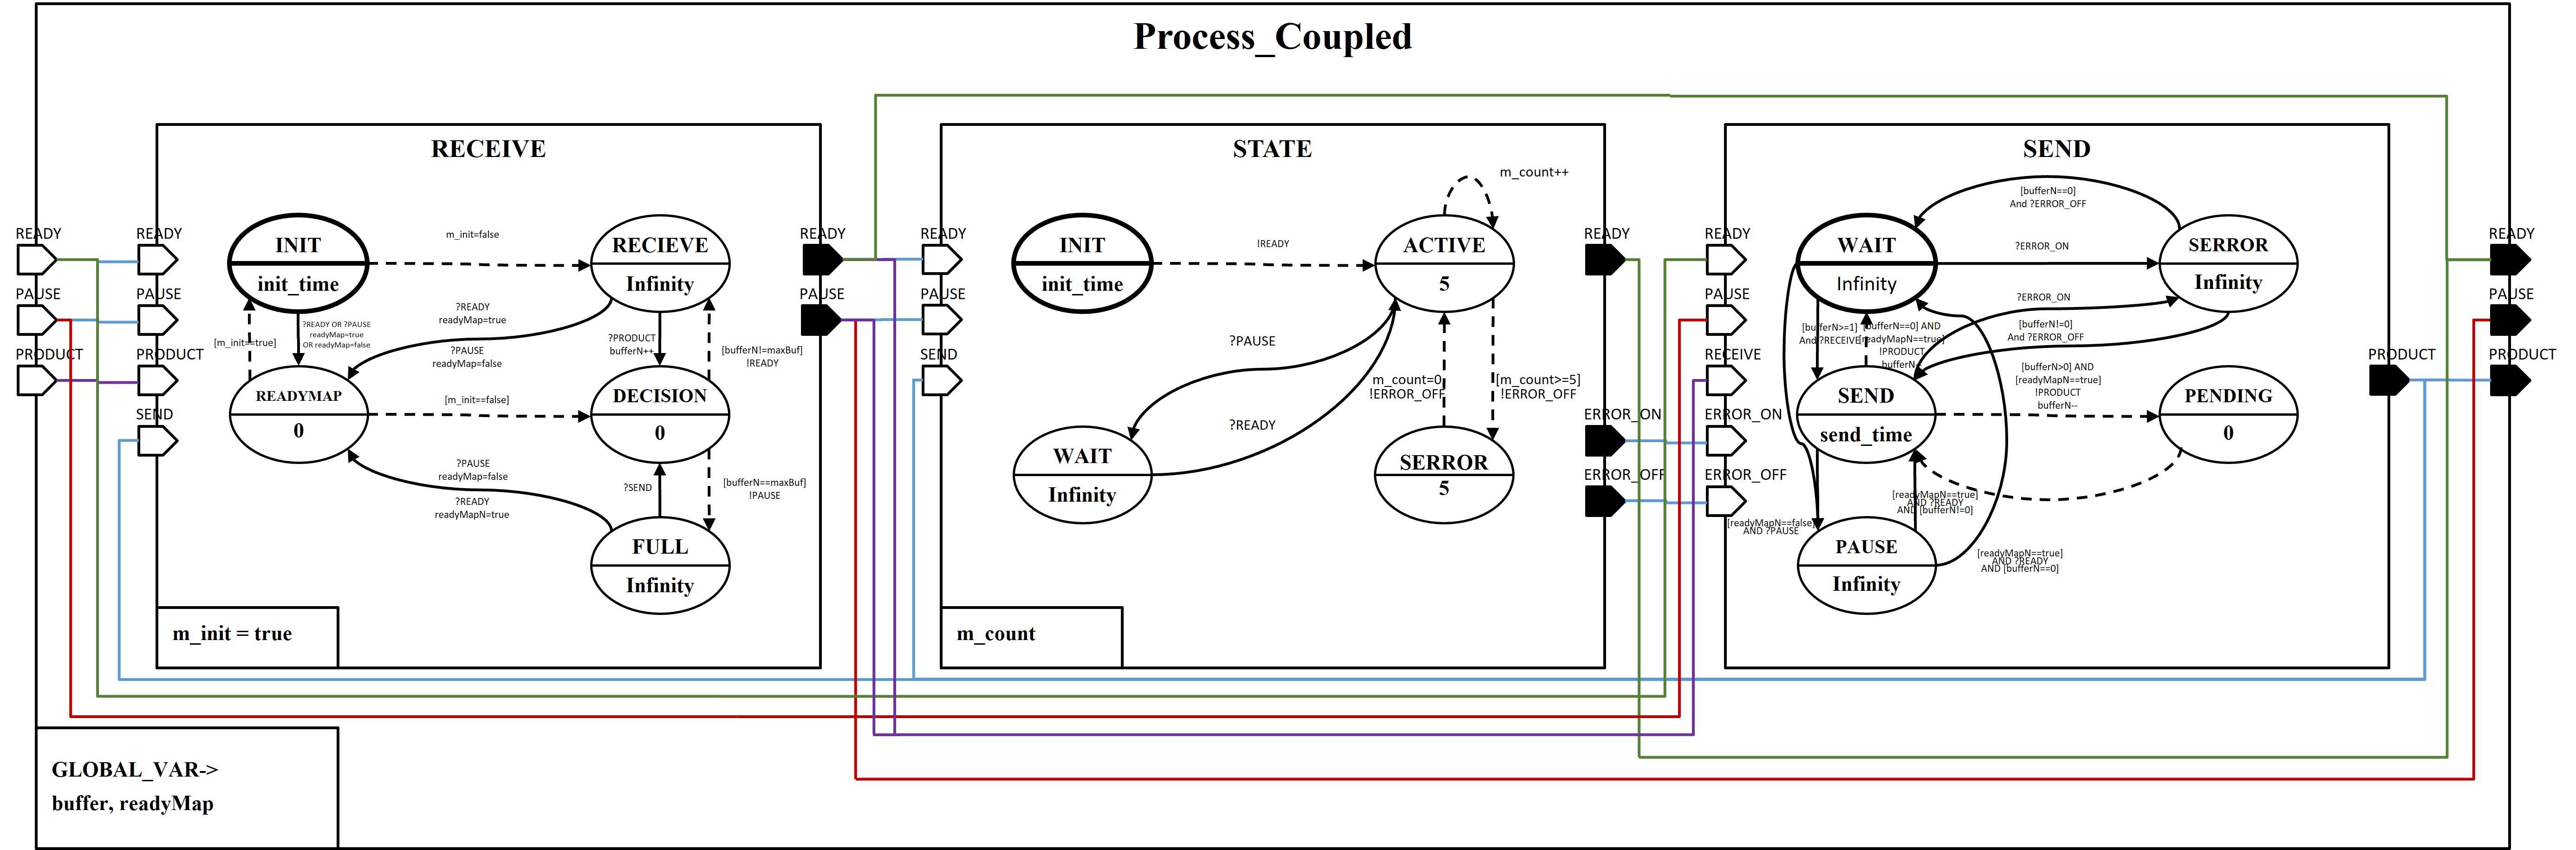 Process_Coupled
READY
PAUSE
PRODUCT
RECEIVE
READY
PAUSE
PRODUCT
SEND
INIT
init_time
m_init=false
RECIEVE
Infinity
?READY
readyMap=true
?PAUSE
readyMap=false
?READY OR ?PAUSE
readyMap=true
OR readyMap=false
[m_init==true]
?PRODUCT
bufferN++
[bufferN!=maxBuf]
!READY
READYMAP
0
[m_init==false]
DECISION
0
?PAUSE
readyMap=false
?READY
readyMapN=true
?SEND
[bufferN==maxBuf]
!PAUSE
FULL
Infinity
m_init = true
READY
PAUSE
STATE
READY
PAUSE
SEND
INIT
init_time
!READY
m_count++
ACTIVE
5
?PAUSE
?READY
m_count=0
!ERROR_OFF
[m_count>=5]
!ERROR_OFF
WAIT
Infinity
SERROR
5
m_count
READY
ERROR_ON
ERROR_OFF
SEND
READY
PAUSE
RECEIVE
ERROR_ON
ERROR_OFF
[bufferN==0]
And ?ERROR_OFF
WAIT
Infinity
?ERROR_ON
SERROR
Infinity
?ERROR_ON
[bufferN!=0]
And ?ERROR_OFF
[bufferN>=1]
And ?RECEIVE
[bufferN==0] AND
[readyMapN==true]
!PRODUCT
bufferN-
[bufferN>0] AND
[readyMapN==true]
!PRODUCT
bufferN--
SEND
send_time
PENDING
0
[readyMapN==true]
AND ?READY
AND [bufferN!=0]
[readyMapN==false]
AND ?PAUSE
PAUSE
Infinity
[readyMapN==true]
AND ?READY
AND [bufferN==0]
PRODUCT
READY
PAUSE
PRODUCT
GLOBAL_VAR->
buffer, readyMap